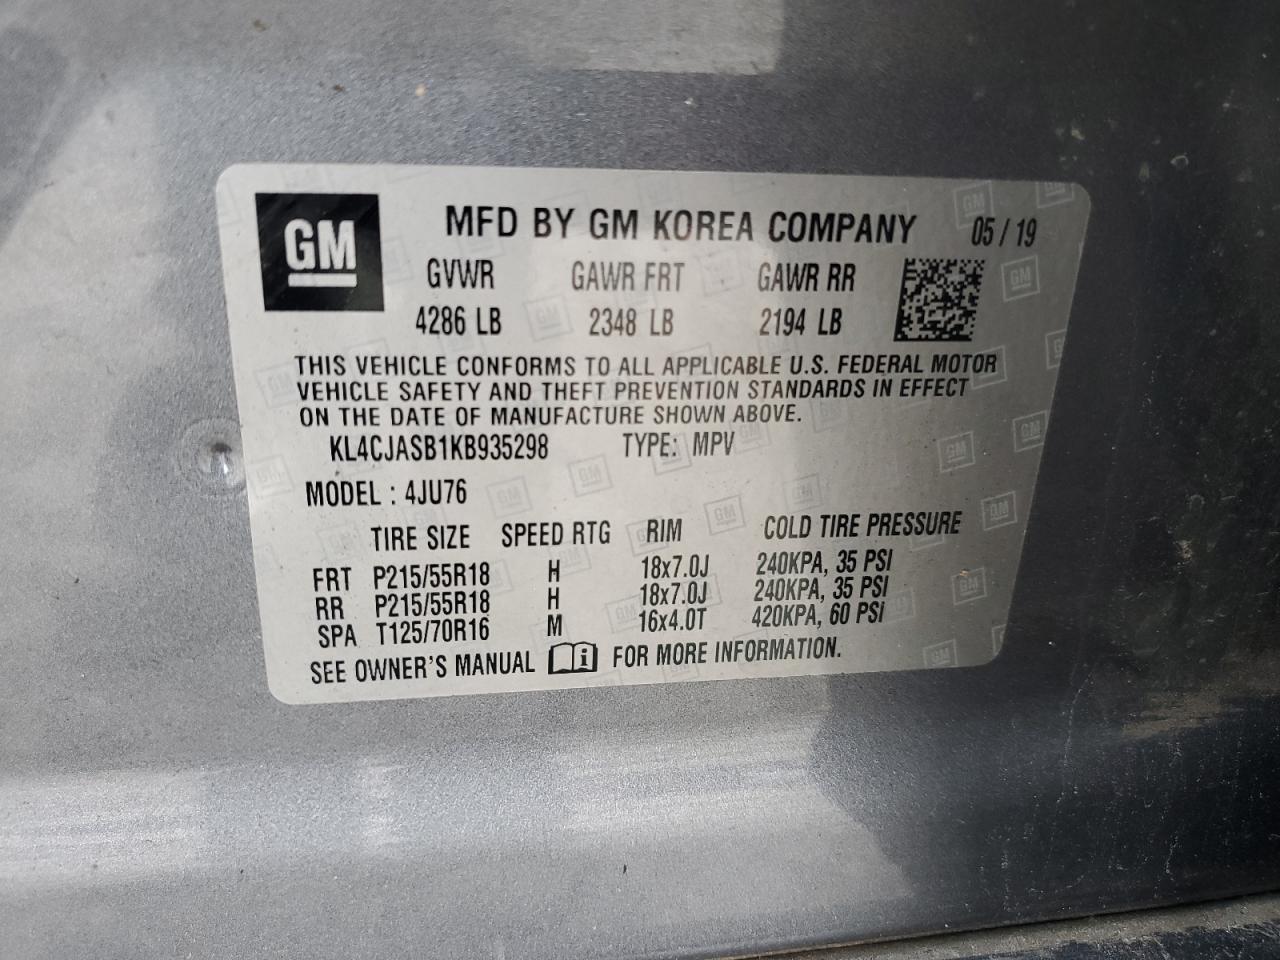 GM
MFD BY GM KOREA COMPANY 05 / 19
GVWR GAWR FRT GAWR RR
4286 LB 2348 LB 2194 LB
THIS VEHICLE CONFORMS TO ALL APPLICABLE U.S. FEDERAL MOTOR
VEHICLE SAFETY AND THEFT PREVENTION STANDARDS IN EFFECT
ON THE DATE OF MANUFACTURE SHOWN ABOVE.
KL4CJASB1KB935298 TYPE: MPV
MODEL : 4JU76
TIRE SIZE SPEED RTG RIM COLD TIRE PRESSURE
FRT P215/55R18 H 18x7.0J 240KPA, 35 PSI
RR P215/55R18 H 18x7.0J 240KPA, 35 PSI
SPA T125/70R16 M 16x4.0T 420KPA, 60 PSI
SEE OWNER'S MANUAL FOR MORE INFORMATION.